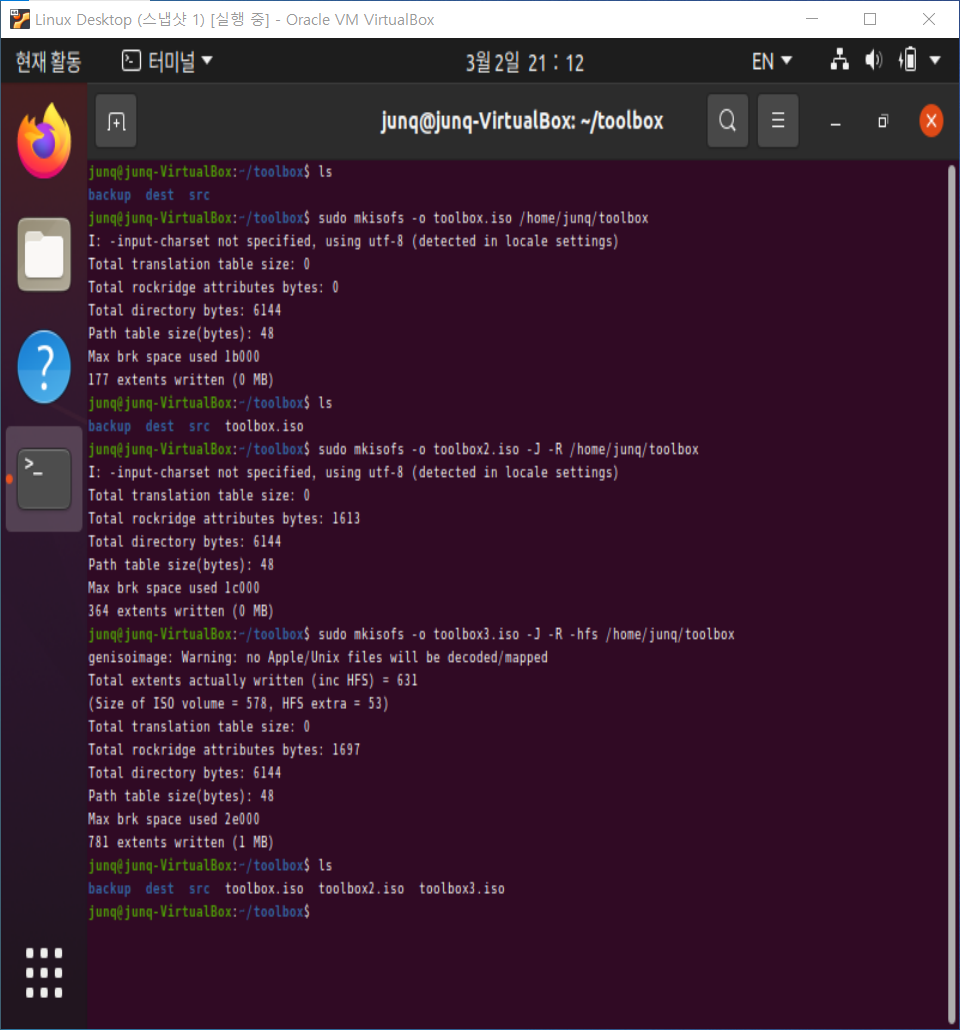 Linux Desktop (스냅샷 1) [실행 중] - Oracle VM VirtualBox
현재 활동 터미널 3월 2일 21 : 12 EN
junq@junq-VirtualBox: ~/toolbox
junq@junq-VirtualBox:~/toolbox$ ls
backup dest src
junq@junq-VirtualBox:~/toolbox$ sudo mkisofs -o toolbox.iso /home/junq/toolbox
I: -input-charset not specified, using utf-8 (detected in locale settings)
Total translation table size: 0
Total rockridge attributes bytes: 0
Total directory bytes: 6144
Path table size(bytes): 48
Max brk space used 1b000
177 extents written (0 MB)
junq@junq-VirtualBox:~/toolbox$ ls
backup dest src toolbox.iso
junq@junq-VirtualBox:~/toolbox$ sudo mkisofs -o toolbox2.iso -J -R /home/junq/toolbox
I: -input-charset not specified, using utf-8 (detected in locale settings)
Total translation table size: 0
Total rockridge attributes bytes: 1613
Total directory bytes: 6144
Path table size(bytes): 48
Max brk space used 1c000
364 extents written (0 MB)
junq@junq-VirtualBox:~/toolbox$ sudo mkisofs -o toolbox3.iso -J -R -hfs /home/junq/toolbox
genisoimage: Warning: no Apple/Unix files will be decoded/mapped
Total extents actually written (inc HFS) = 631
(Size of ISO volume = 578, HFS extra = 53)
Total translation table size: 0
Total rockridge attributes bytes: 1697
Total directory bytes: 6144
Path table size(bytes): 48
Max brk space used 2e000
781 extents written (1 MB)
junq@junq-VirtualBox:~/toolbox$ ls
backup dest src toolbox.iso toolbox2.iso toolbox3.iso
junq@junq-VirtualBox:~/toolbox$